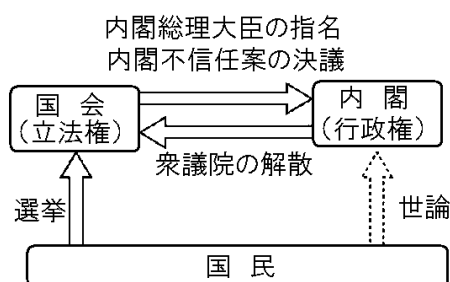 内閣総理大臣の指名
内閣不信任案の決議
国 会
(立法権)
内 閣
(行政権)
衆議院の解散
選挙
世論
国 民